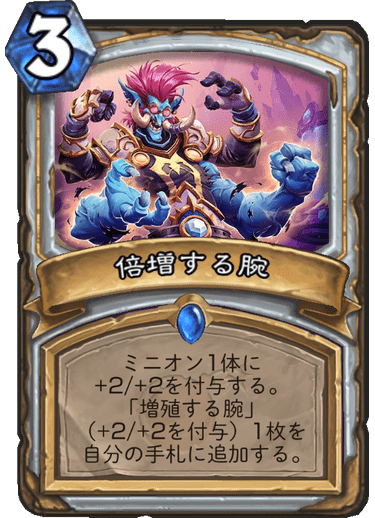 3
倍増する腕
ミニオン1体に
+2/+2を付与する。
「増殖する腕」
（+2/+2を付与）1枚を
自分の手札に追加する。